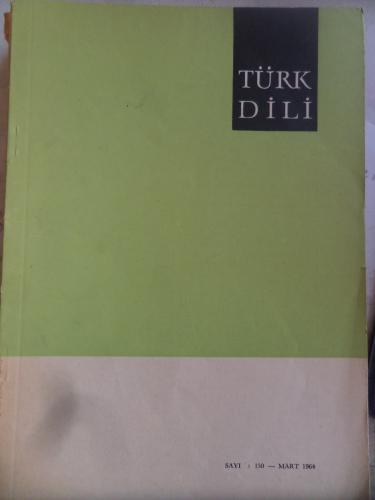 TÜRK
DİLİ
SAYI : 150 — MART 1964